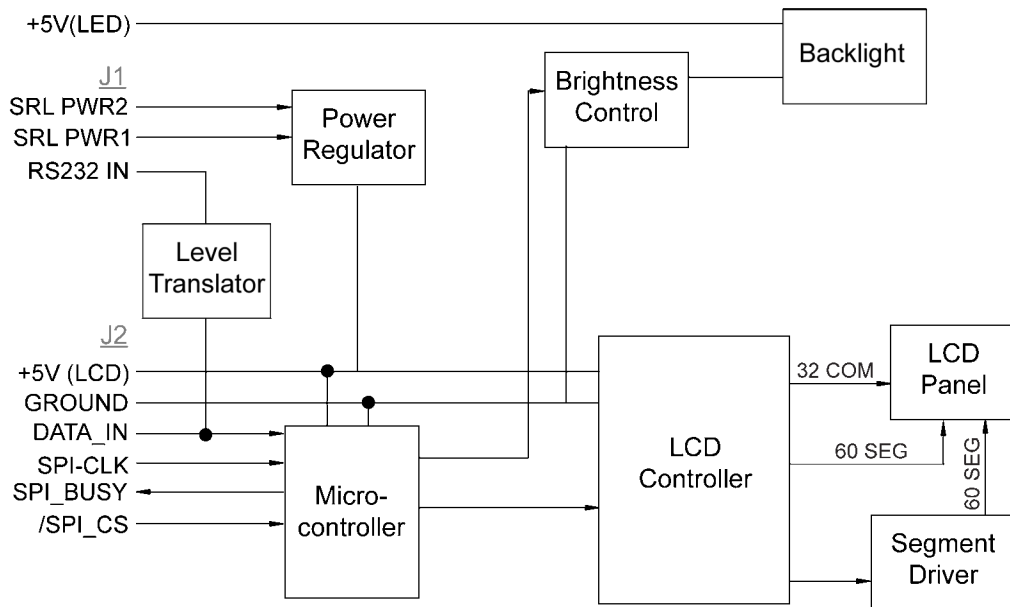 +5V(LED)
Backlight
J1
Brightness
Control
SRL PWR2
SRL PWR1
Power
Regulator
RS232 IN
Level
Translator
J2
+5V (LCD)
GROUND
DATA_IN
SPI-CLK
SPI_BUSY
/SPI_CS
Micro-
controller
LCD
Controller
32 COM
LCD
Panel
60 SEG
60 SEG
Segment
Driver